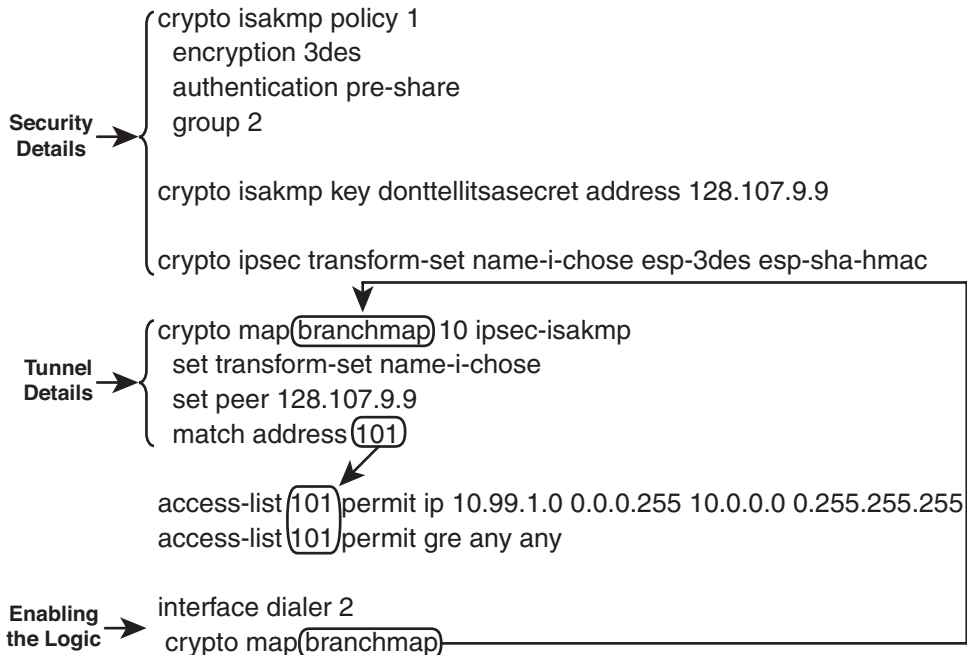 crypto isakmp policy 1
encryption 3des
authentication pre-share
group 2
Security
Details
crypto isakmp key donttellitsasecret address 128.107.9.9
crypto ipsec transform-set name-i-chose esp-3des esp-sha-hmac
crypto map branchmap 10 ipsec-isakmp
set transform-set name-i-chose
set peer 128.107.9.9
match address 101
Tunnel
Details
access-list 101 permit ip 10.99.1.0 0.0.0.255 10.0.0.0 0.255.255.255
access-list 101 permit gre any any
Enabling
the Logic
interface dialer 2
crypto map branchmap